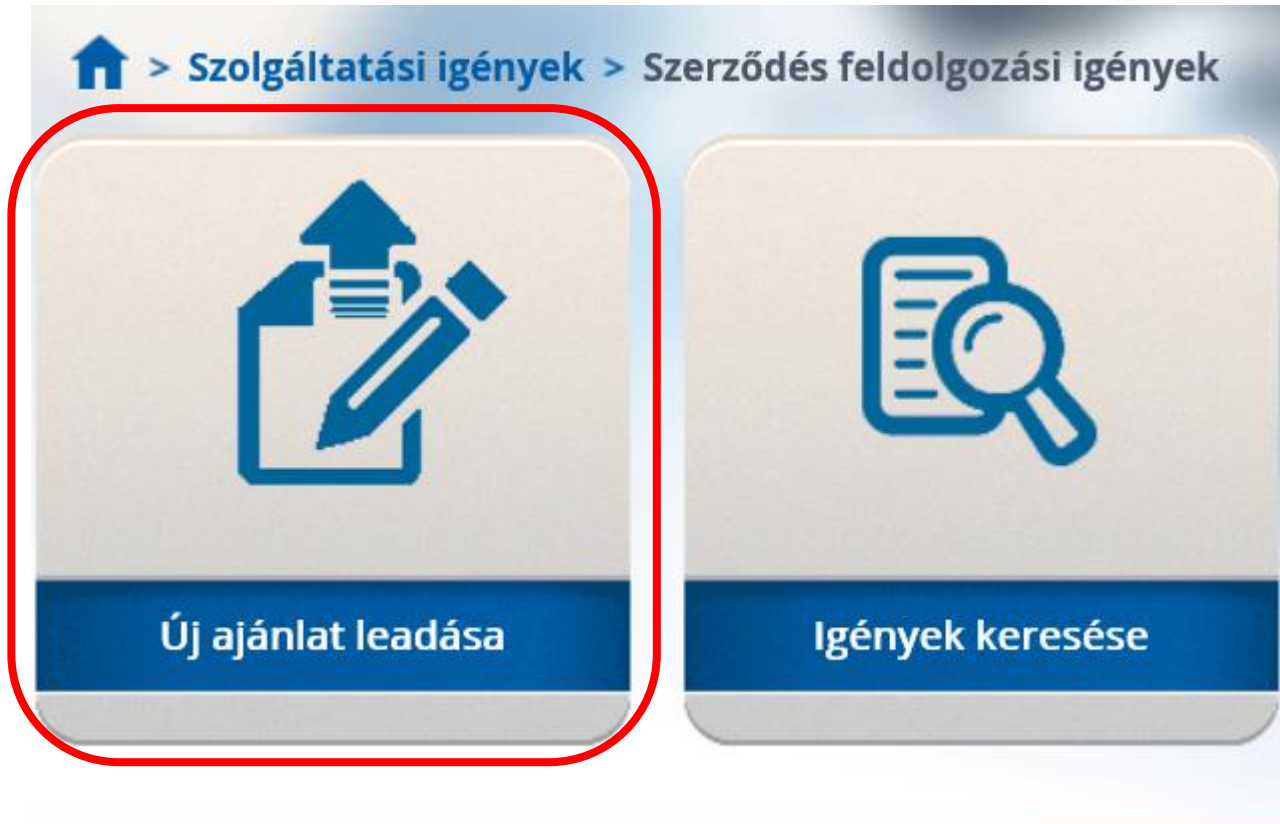 > Szolgáltatási igények > Szerződés feldolgozási igények
Új ajánlat leadása
Igények keresése